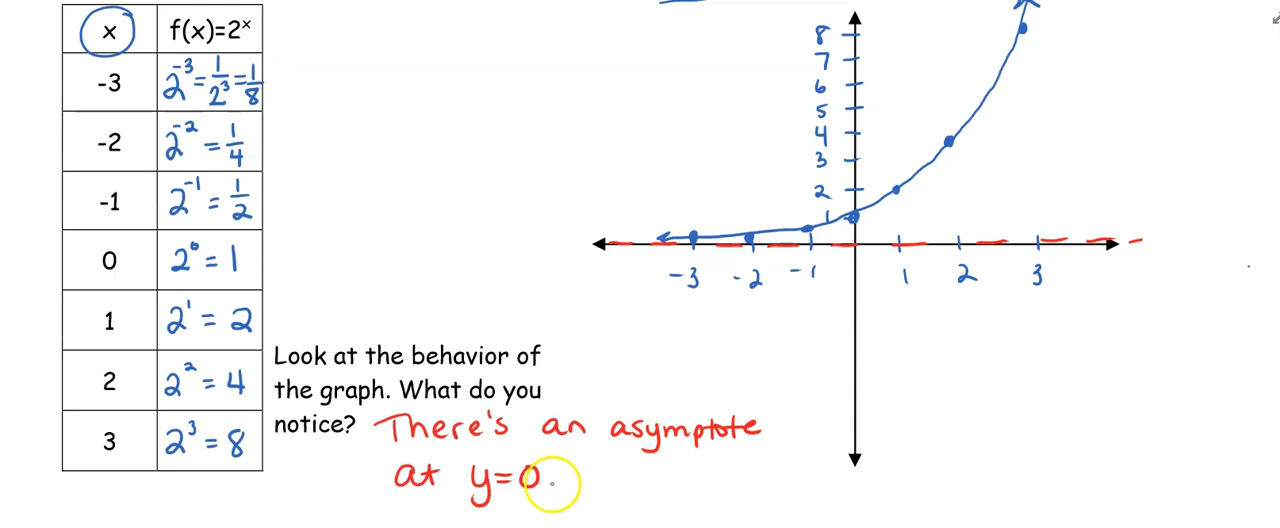 x f(x)=2ˣ
-3 2⁻³ = 1/2³ = 1/8
-2 2⁻² = 1/4
-1 2⁻¹ = 1/2
0 2⁰ = 1
1 2¹ = 2
2 2² = 4
3 2³ = 8
Look at the behavior of
the graph. What do you
notice? There's an asymptote
at y=0.
8
7
6
5
4
3
2
1
-3 -2 -1 1 2 3